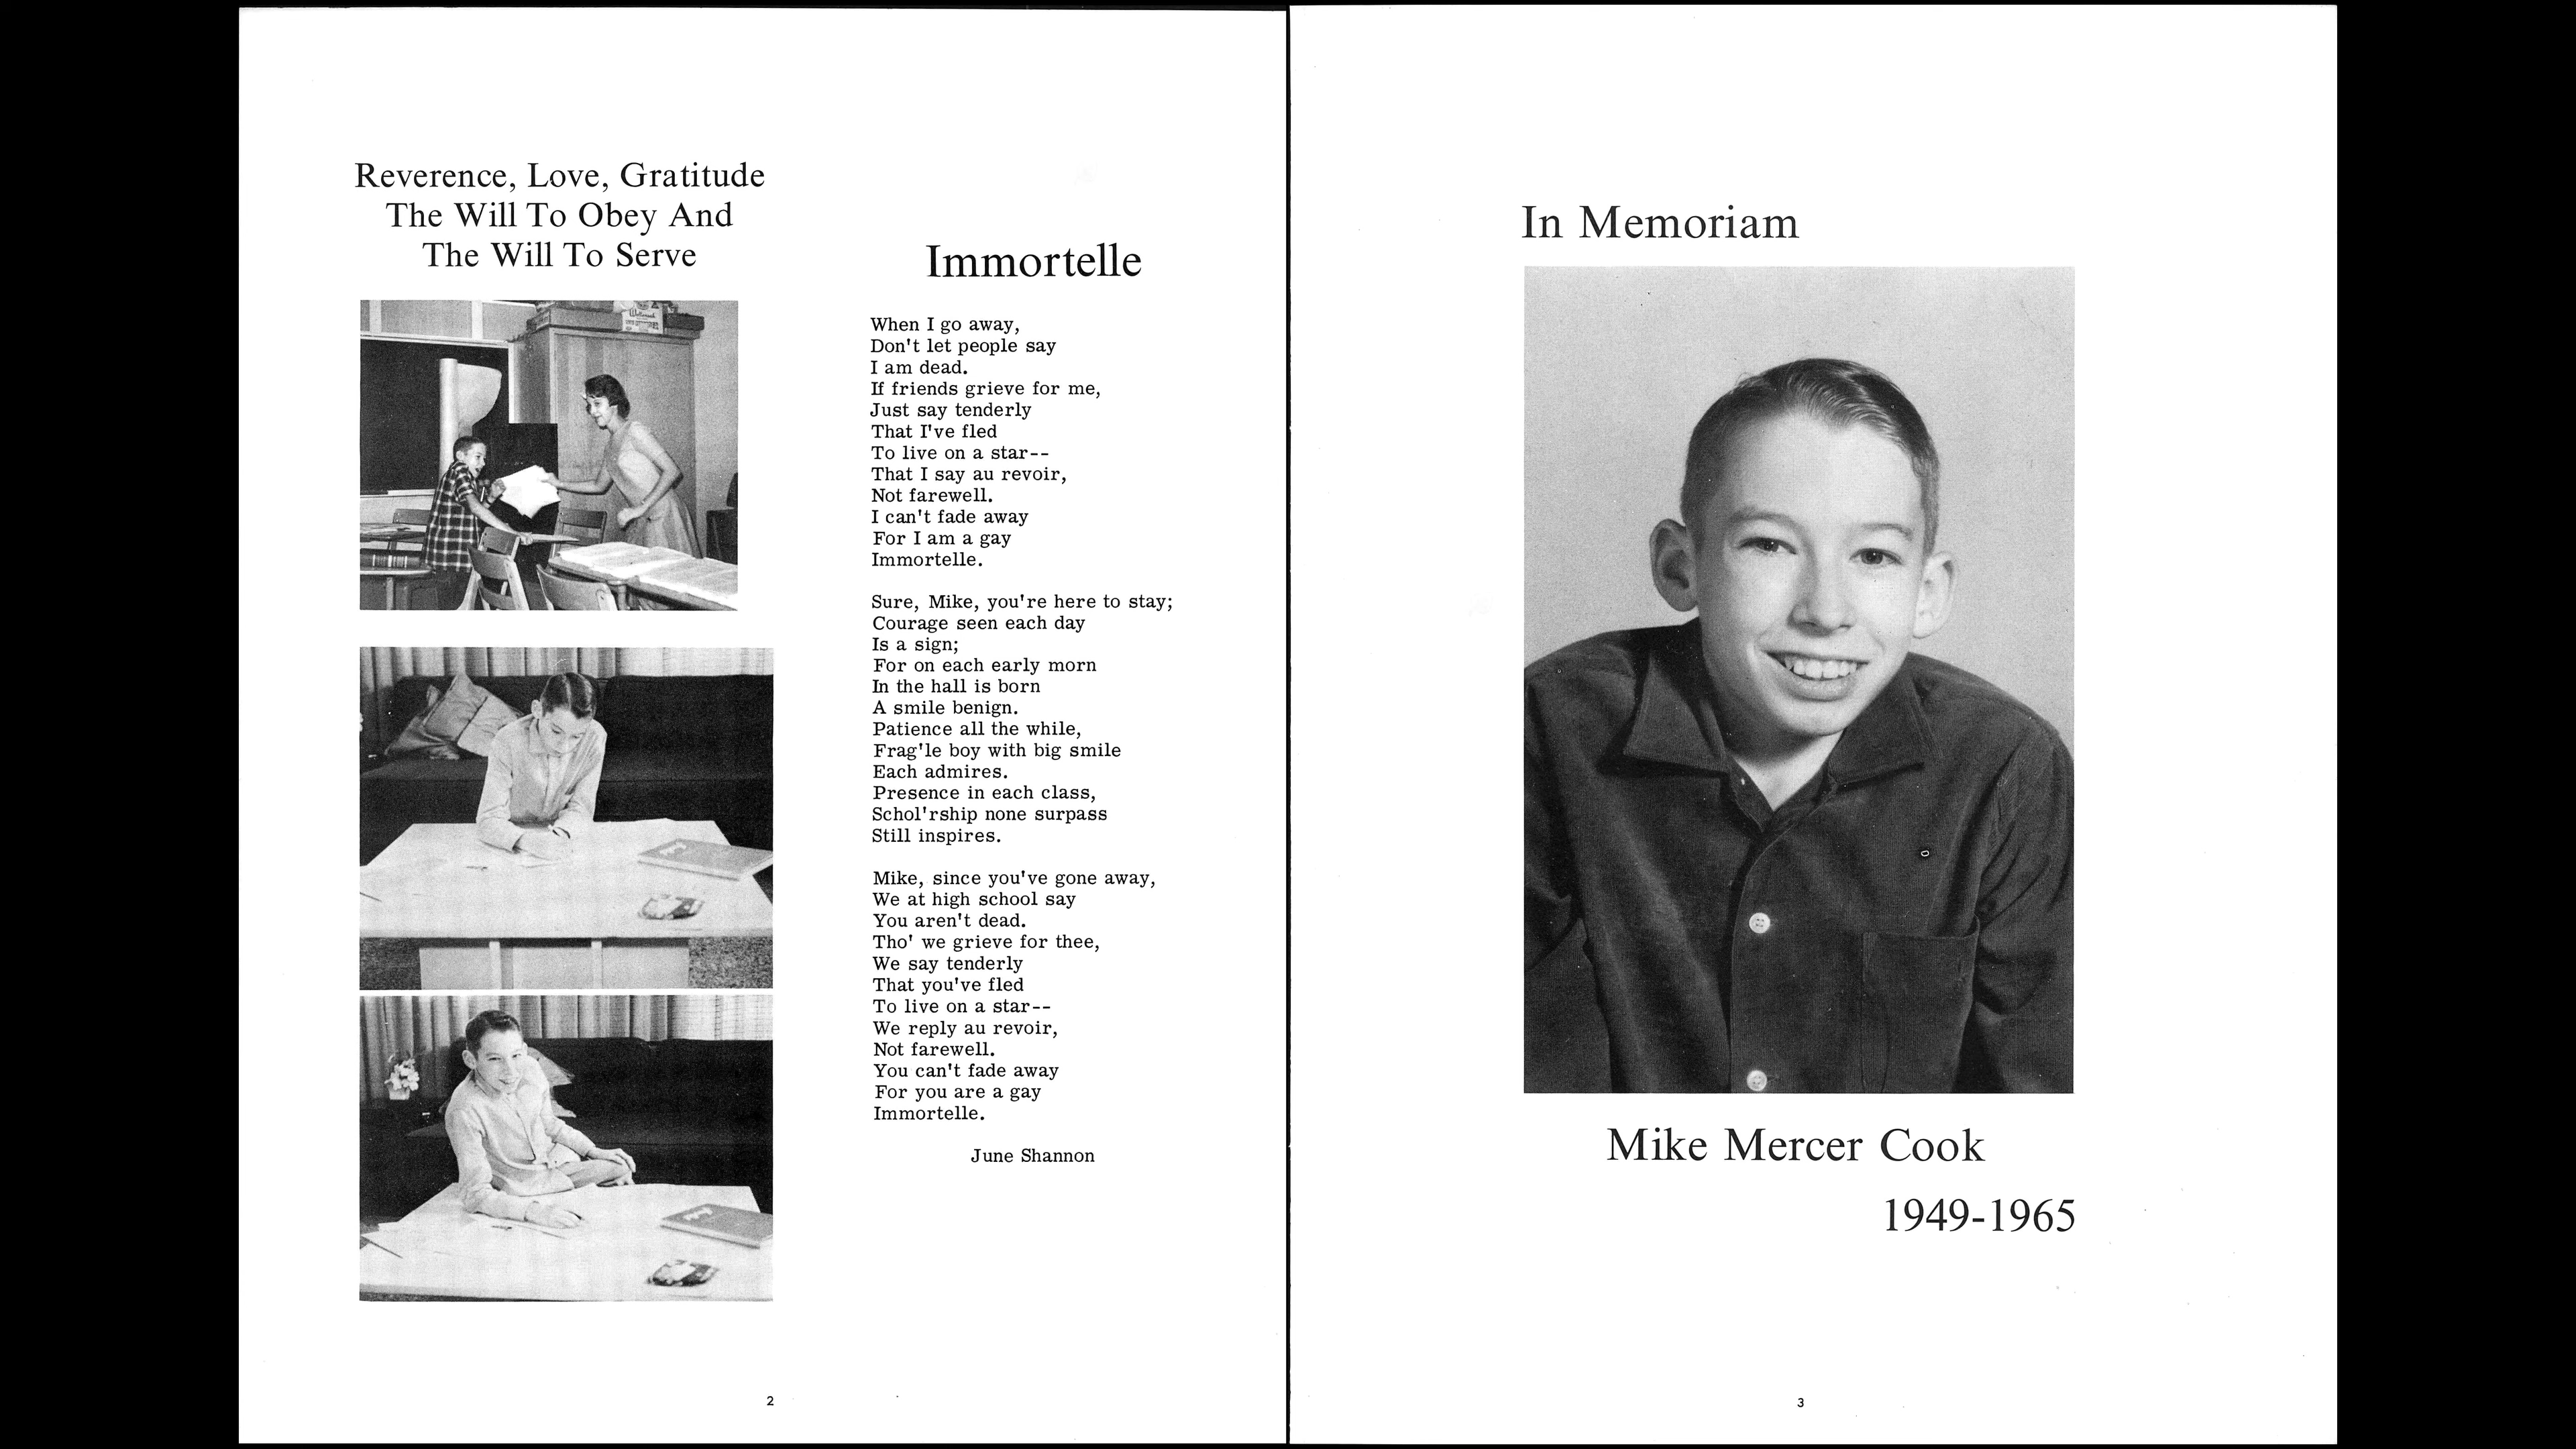 Reverence, Love, Gratitude
The Will To Obey And
The Will To Serve
Immortelle
When I go away,
Don't let people say
I am dead.
If friends grieve for me,
Just say tenderly
That I've fled
To live on a star--
That I say au revoir,
Not farewell.
I can't fade away
For I am a gay
Immortelle.
Sure, Mike, you're here to stay;
Courage seen each day
Is a sign;
For on each early morn
In the hall is born
A smile benign.
Patience all the while,
Frag'le boy with big smile
Each admires.
Presence in each class,
Schol'rship none surpass
Still inspires.
Mike, since you've gone away,
We at high school say
You aren't dead.
Tho' we grieve for thee,
We say tenderly
That you've fled
To live on a star--
We reply au revoir,
Not farewell.
You can't fade away
For you are a gay
Immortelle.
June Shannon
2
In Memoriam
Mike Mercer Cook
1949-1965
3